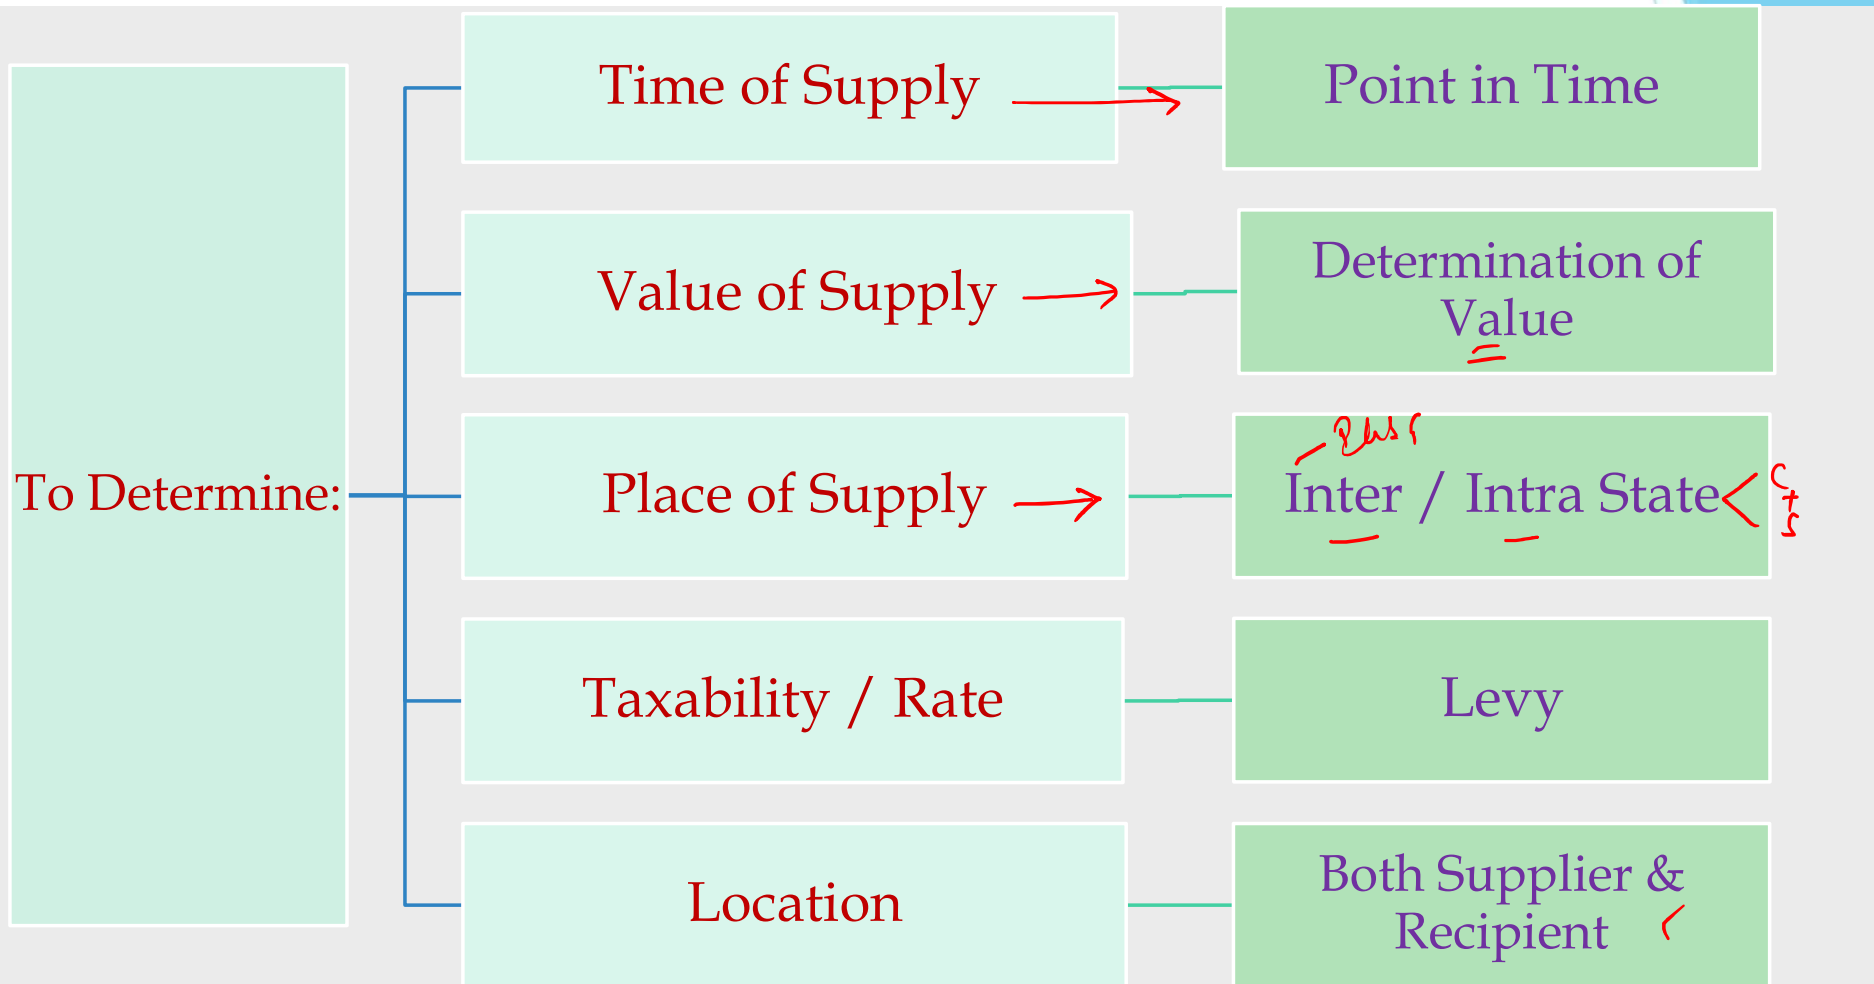 To Determine:
Time of Supply
Point in Time
Value of Supply
Determination of
Value
Place of Supply
Inter / Intra State
C
+
S
Taxability / Rate
Levy
Location
Both Supplier &
Recipient